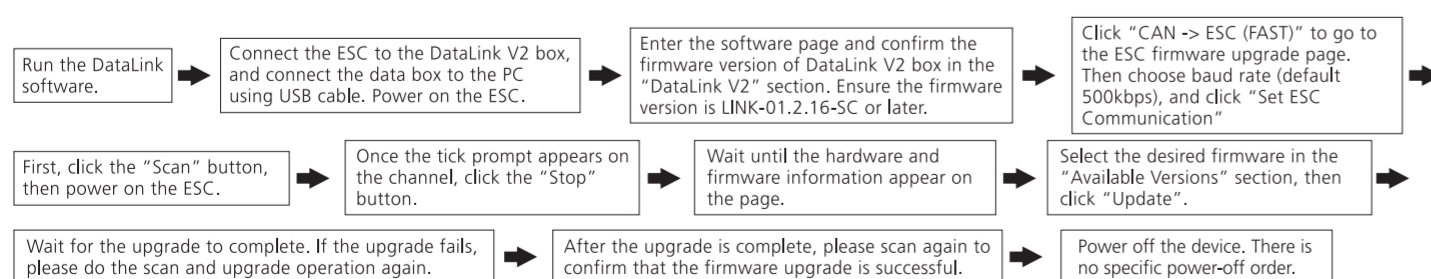 Run the DataLink
software.
Connect the ESC to the DataLink V2 box,
and connect the data box to the PC
using USB cable. Power on the ESC.
Enter the software page and confirm the
firmware version of DataLink V2 box in the
“DataLink V2” section. Ensure the firmware
version is LINK-01.2.16-SC or later.
Click “CAN -> ESC (FAST)” to go to
the ESC firmware upgrade page.
Then choose baud rate (default
500kbps), and click “Set ESC
Communication”
First, click the “Scan” button,
then power on the ESC.
Once the tick prompt appears on
the channel, click the “Stop”
button.
Wait until the hardware and
firmware information appear on
the page.
Select the desired firmware in the
“Available Versions” section, then
click “Update”.
Wait for the upgrade to complete. If the upgrade fails,
please do the scan and upgrade operation again.
After the upgrade is complete, please scan again to
confirm that the firmware upgrade is successful.
Power off the device. There is
no specific power-off order.